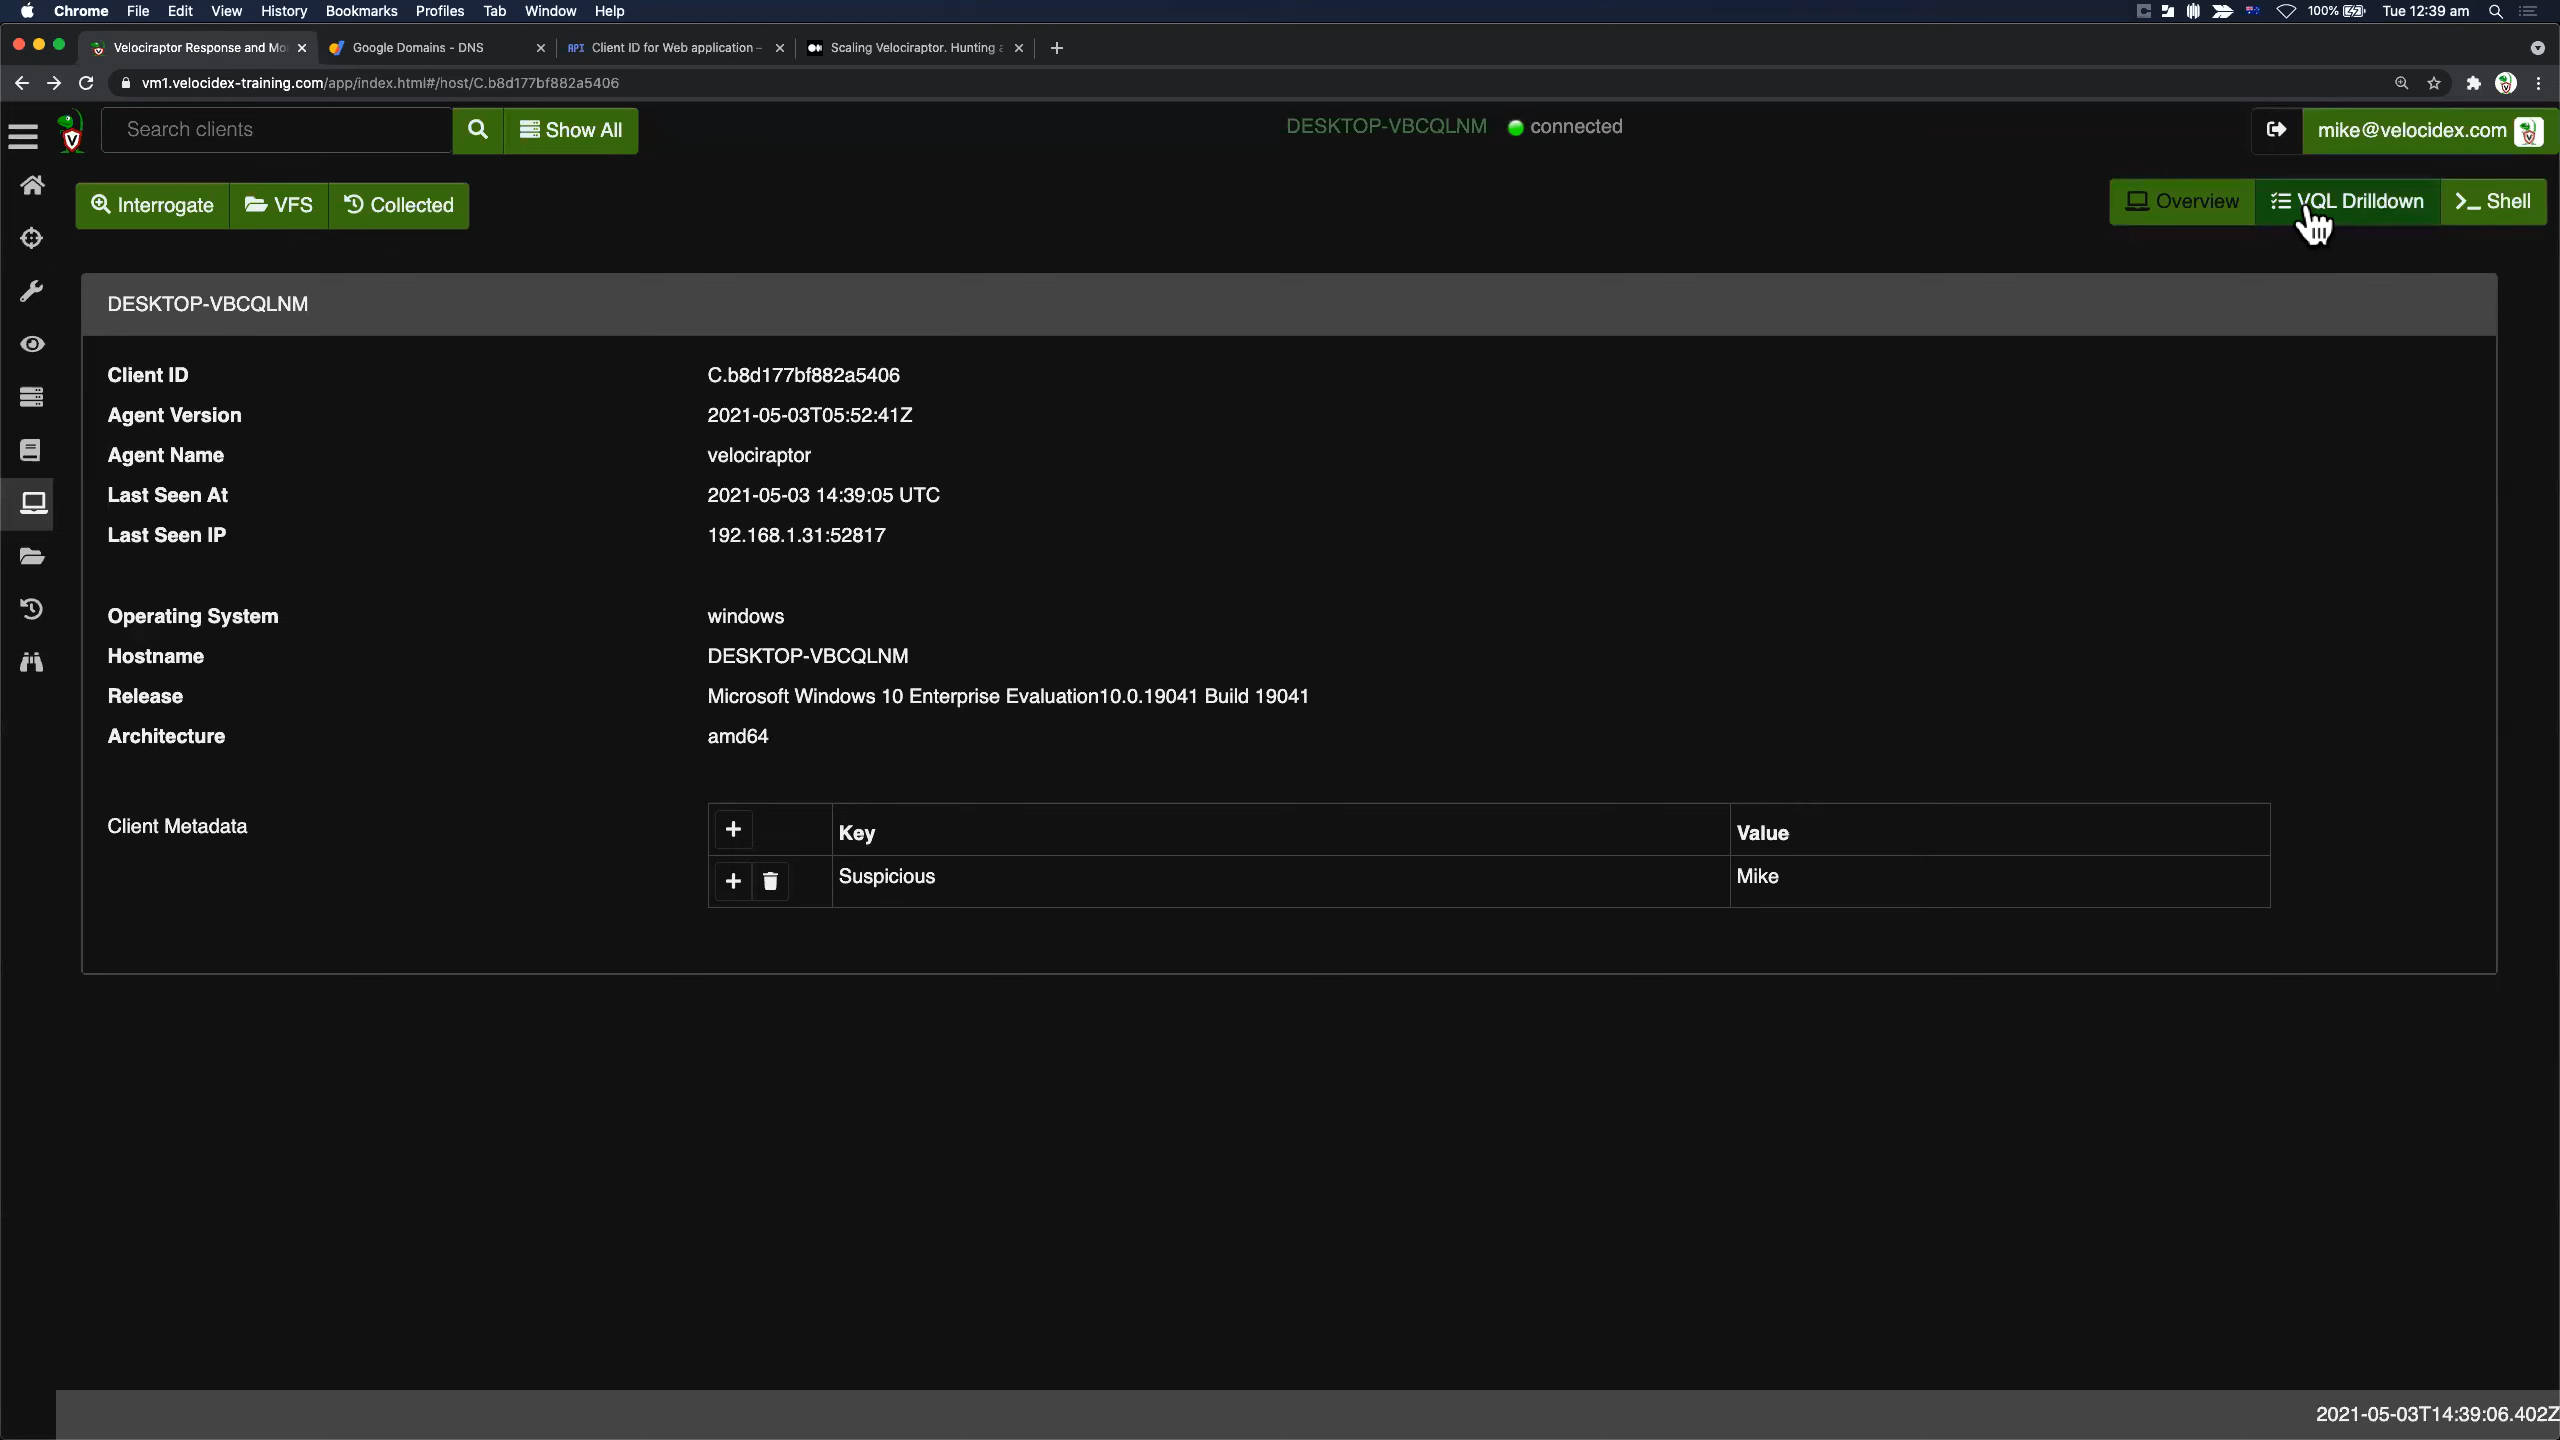 Chrome File Edit View History Bookmarks Profiles Tab Window Help 100% Tue 12:39 am
Velociraptor Response and Mo Google Domains - DNS API Client ID for Web application - Scaling Velociraptor. Hunting a
vm1.velocidex-training.com/app/index.html#/host/C.b8d177bf882a5406
Search clients Show All DESKTOP-VBCQLNM connected mike@velocidex.com
Interrogate VFS Collected Overview VQL Drilldown >_ Shell
DESKTOP-VBCQLNM
Client ID C.b8d177bf882a5406
Agent Version 2021-05-03T05:52:41Z
Agent Name velociraptor
Last Seen At 2021-05-03 14:39:05 UTC
Last Seen IP 192.168.1.31:52817
Operating System windows
Hostname DESKTOP-VBCQLNM
Release Microsoft Windows 10 Enterprise Evaluation10.0.19041 Build 19041
Architecture amd64
Client Metadata
Key Value
Suspicious Mike
2021-05-03T14:39:06.402Z